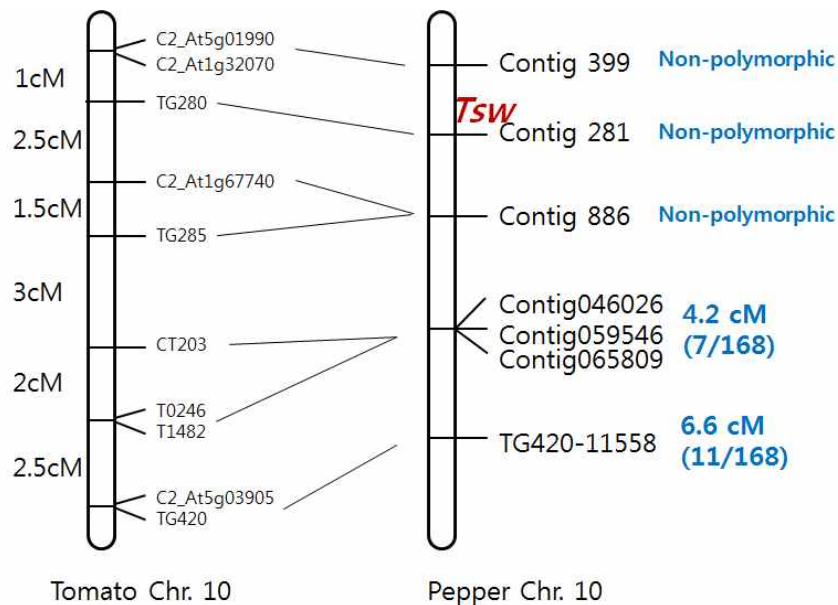 C2_At5g01990
C2_At1g32070
1cM
TG280
2.5cM
C2_At1g67740
1.5cM
TG285
3cM
CT203
2cM
T0246
T1482
2.5cM
C2_At5g03905
TG420
Tomato Chr. 10
Contig 399 Non-polymorphic
Tsw
Contig 281 Non-polymorphic
Contig 886 Non-polymorphic
Contig046026
Contig059546
Contig065809
4.2 cM
(7/168)
TG420-11558
6.6 cM
(11/168)
Pepper Chr. 10